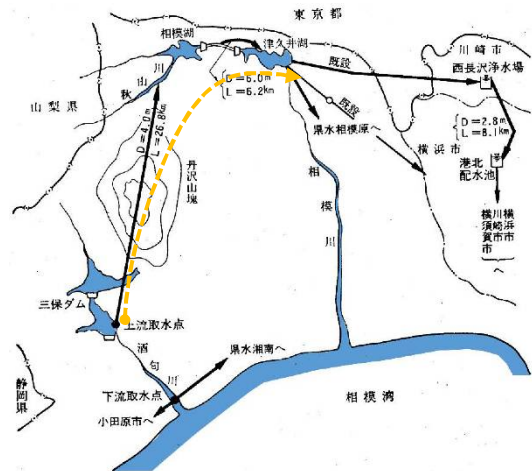 東京都
相模湖
津久井湖
川崎市
西長沢浄水場
既設
山梨県
秋山川
D=6.0m
L=6.2km
既設
D=4.0m
L=26.8km
県水相模原へ
横浜市
D=2.8m
L=8.1km
港北
配水池
丹沢山塊
相模川
横浜市
川崎市
横須賀市
へ
三保ダム
上流取水点
酒匂川
県水湘南へ
静岡県
下流取水点
小田原市へ
相模湾